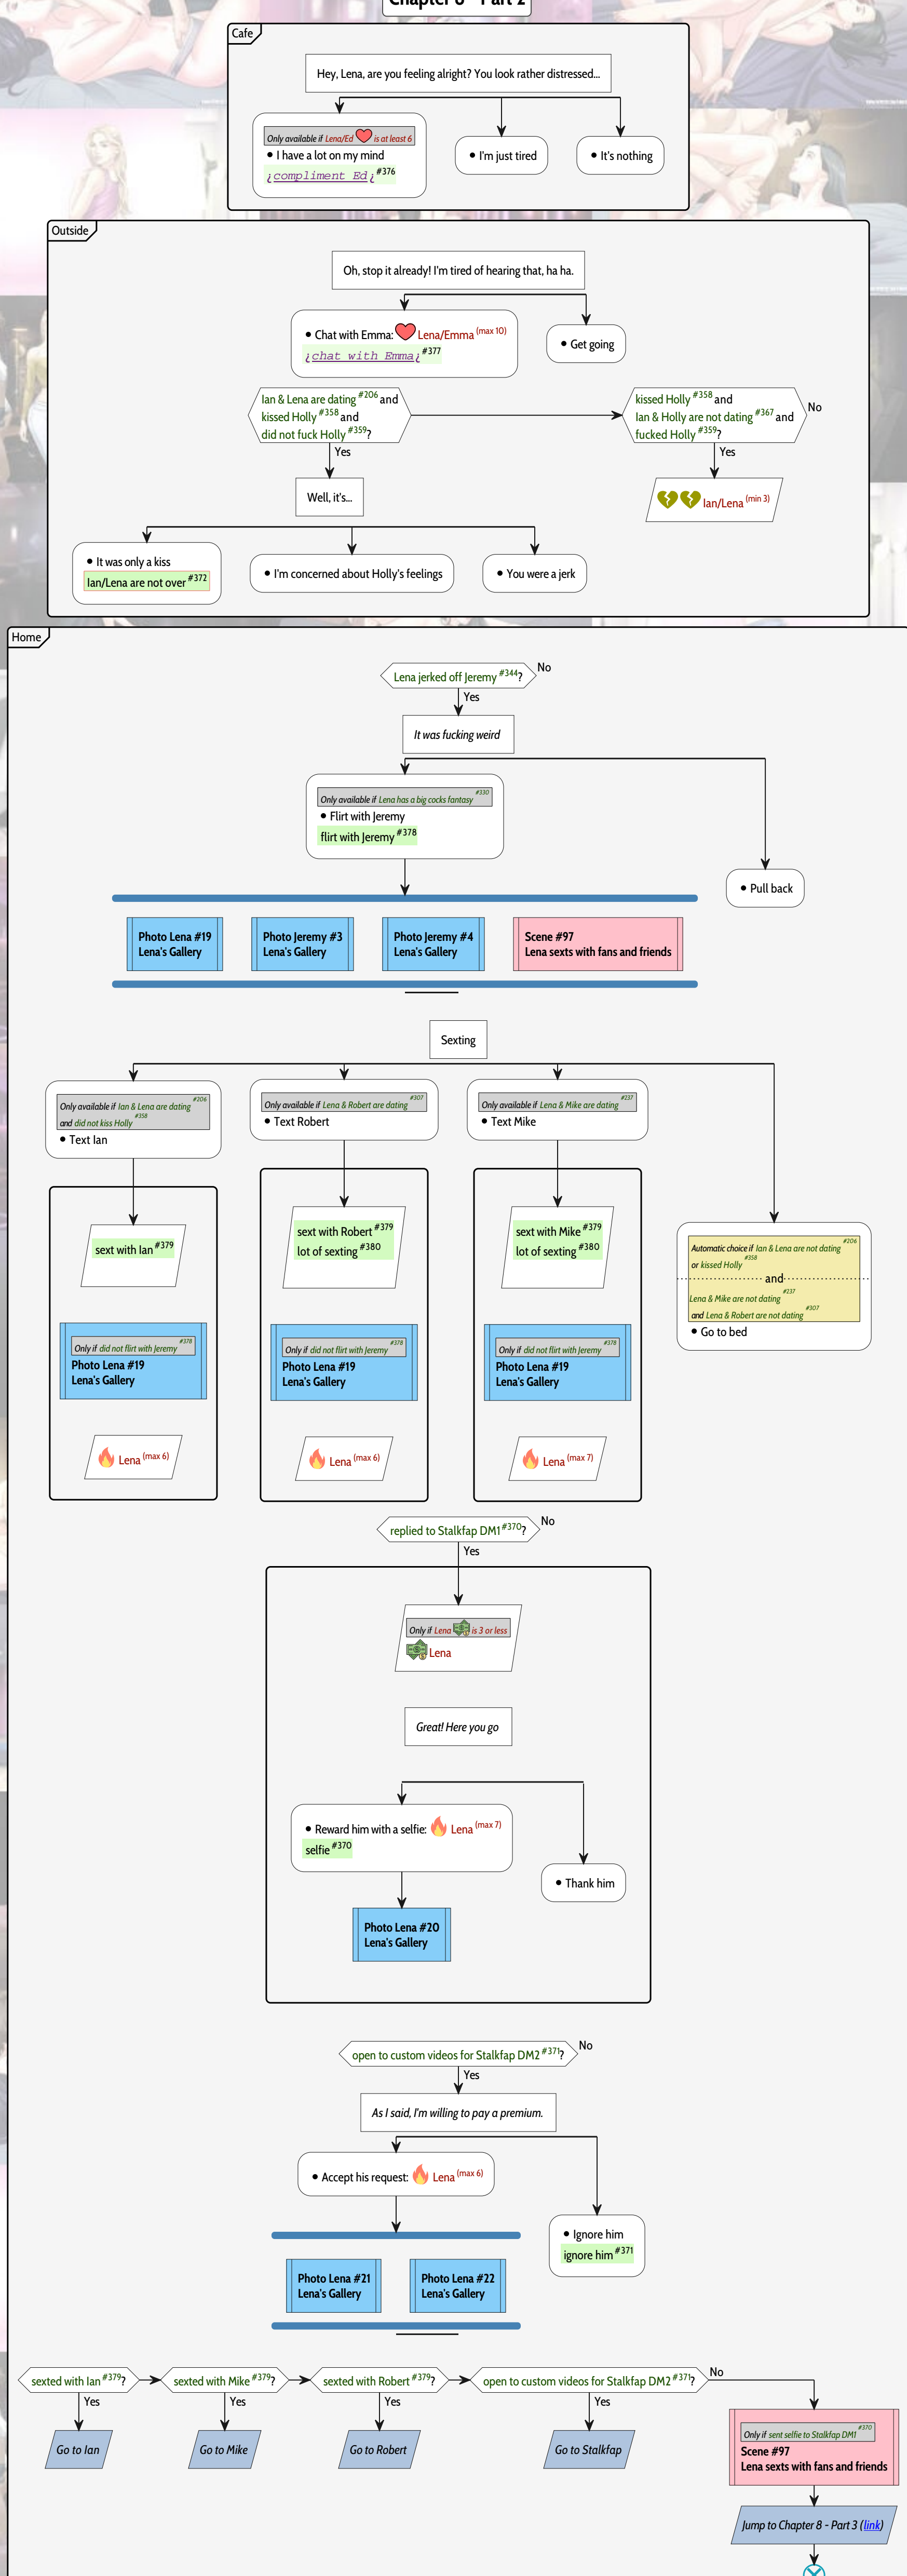 Chapter 8 - Part 2
Cafe
Hey, Lena, are you feeling alright? You look rather distressed...
Only available if Lena/Ed is at least 6
• I have a lot on my mind
¿compliment Ed¿ #376
• I'm just tired
• It's nothing
Outside
Oh, stop it already! I'm tired of hearing that, ha ha.
• Chat with Emma: Lena/Emma (max 10)
¿chat with Emma¿ #377
• Get going
Ian & Lena are dating #206 and
kissed Holly #358 and
did not fuck Holly #359?
Yes
kissed Holly #358 and
Ian & Holly are not dating #367 and
fucked Holly #359?
No
Yes
Well, it's...
Ian/Lena (min 3)
• It was only a kiss
Ian/Lena are not over #372
• I'm concerned about Holly's feelings
• You were a jerk
Home
Lena jerked off Jeremy #344?
No
Yes
It was fucking weird
Only available if Lena has a big cocks fantasy #330
• Flirt with Jeremy
flirt with Jeremy #378
• Pull back
Photo Lena #19
Lena's Gallery
Photo Jeremy #3
Lena's Gallery
Photo Jeremy #4
Lena's Gallery
Scene #97
Lena sexts with fans and friends
Sexting
Only available if Ian & Lena are dating #206
and did not kiss Holly #358
• Text Ian
Only available if Lena & Robert are dating #307
• Text Robert
Only available if Lena & Mike are dating #237
• Text Mike
Automatic choice if Ian & Lena are not dating #206
or kissed Holly #358
and
Lena & Mike are not dating #237
and Lena & Robert are not dating #307
• Go to bed
sext with Ian #379
sext with Robert #379
lot of sexting #380
sext with Mike #379
lot of sexting #380
Only if did not flirt with Jeremy #378
Photo Lena #19
Lena's Gallery
Only if did not flirt with Jeremy #378
Photo Lena #19
Lena's Gallery
Only if did not flirt with Jeremy #378
Photo Lena #19
Lena's Gallery
Lena (max 6)
Lena (max 6)
Lena (max 7)
replied to Stalkfap DM1 #370?
No
Yes
Only if Lena is 3 or less
Lena
Great! Here you go
• Reward him with a selfie: Lena (max 7)
selfie #370
• Thank him
Photo Lena #20
Lena's Gallery
open to custom videos for Stalkfap DM2 #371?
No
Yes
As I said, I'm willing to pay a premium.
• Accept his request: Lena (max 6)
• Ignore him
ignore him #371
Photo Lena #21
Lena's Gallery
Photo Lena #22
Lena's Gallery
sexted with Ian #379?
sexted with Mike #379?
sexted with Robert #379?
open to custom videos for Stalkfap DM2 #371?
No
Yes
Yes
Yes
Yes
Go to Ian
Go to Mike
Go to Robert
Go to Stalkfap
Only if sent selfie to Stalkfap DM1 #370
Scene #97
Lena sexts with fans and friends
Jump to Chapter 8 - Part 3 (link)